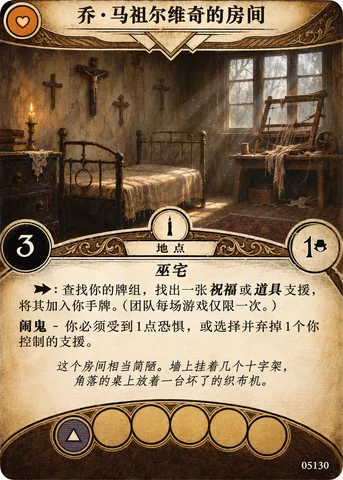 乔·马祖尔维奇的房间
3
地点
1
巫宅
：查找你的牌组，找出一张祝福或道具支援，
将其加入你手牌。（团队每场游戏仅限一次。）
闹鬼 - 你必须受到1点恐惧，或选择并弃掉1个你
控制的支援。
这个房间相当简陋。墙上挂着几个十字架，
角落的桌上放着一台坏了的织布机。
05130